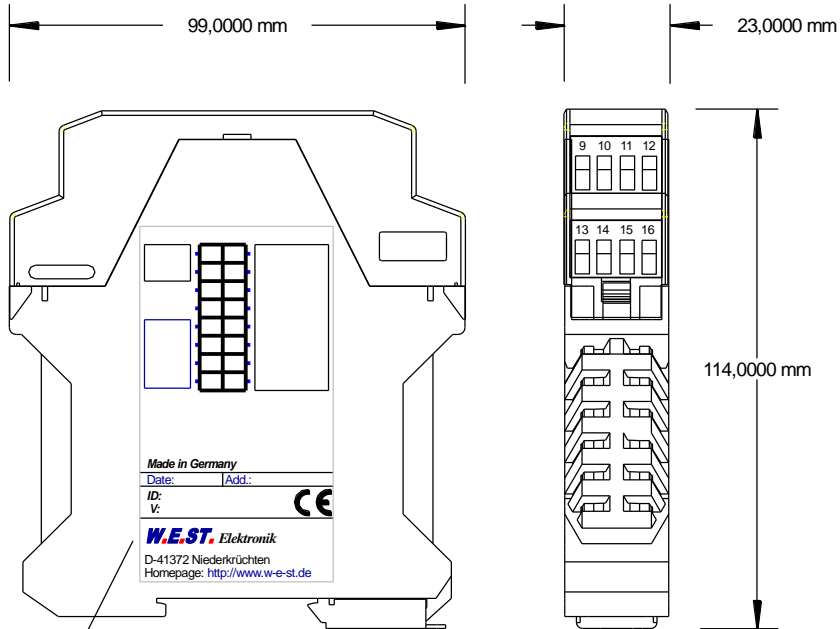 99,0000 mm
23,0000 mm
9 10 11 12
13 14 15 16
114,0000 mm
Made in Germany
Date: Add.:
ID:
V:
CE
W.E.ST. Elektronik
D-41372 Niederkrüchten
Homepage: http://www.w-e-st.de